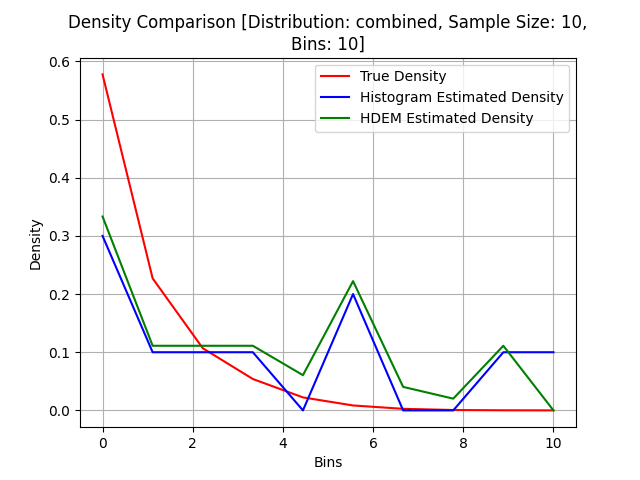 Density Comparison [Distribution: combined, Sample Size: 10,
Bins: 10]
True Density
Histogram Estimated Density
HDEM Estimated Density
0.6
0.5
0.4
0.3
0.2
0.1
0.0
Density
0 2 4 6 8 10
Bins